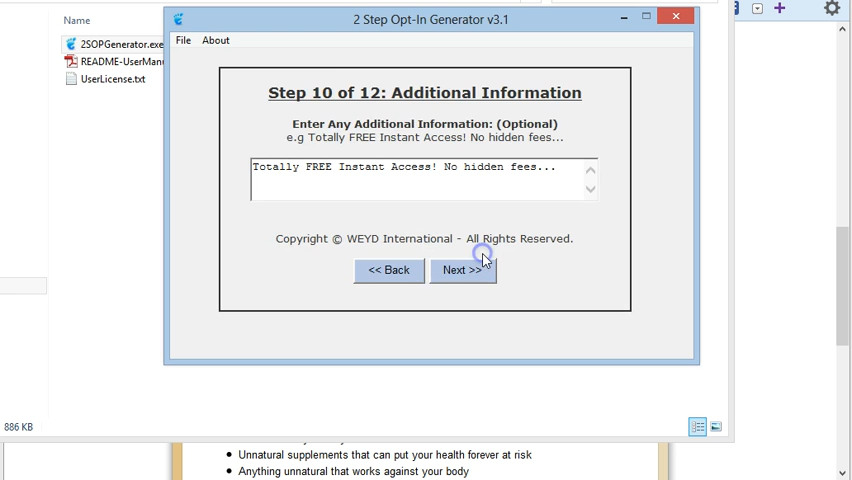 2 Step Opt-In Generator v3.1
Name
File About
2SOPGenerator.exe
README-UserManu
UserLicense.txt
Step 10 of 12: Additional Information
Enter Any Additional Information: (Optional)
e.g Totally FREE Instant Access! No hidden fees...
Totally FREE Instant Access! No hidden fees...
Copyright © WEYD International - All Rights Reserved.
<< Back Next >>
886 KB
• Unnatural supplements that can put your health forever at risk
• Anything unnatural that works against your body